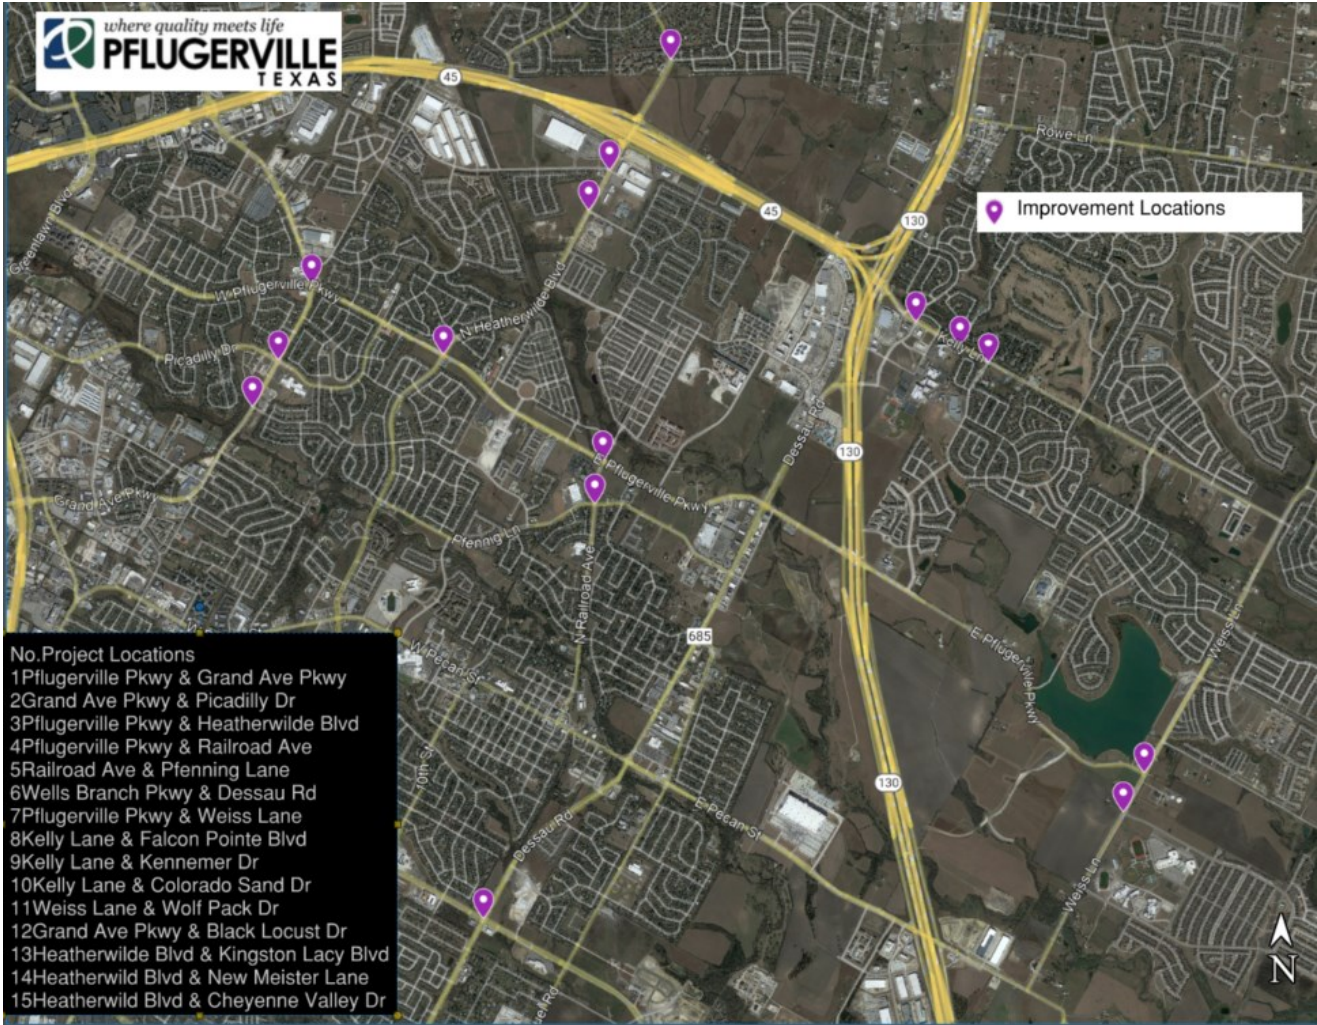 where quality meets life
PFLUGERVILLE
TEXAS
45
Rowe Ln
Improvement Locations
45
130
Greenlawn Blvd
W Pflugerville Pkwy
N Heatherwilde Blvd
Kelly Ln
Picadilly Dr
Dessau Rd
130
Grand Ave Pkwy
E Pflugerville Pkwy
Pfennig Ln
N Railroad Ave
685
E Pflugerville Pkwy
Weiss Ln
W Pecan St
10th St
130
E Pecan St
Dessau Rd
Weiss Ln
N
No.Project Locations
1Pflugerville Pkwy & Grand Ave Pkwy
2Grand Ave Pkwy & Picadilly Dr
3Pflugerville Pkwy & Heatherwilde Blvd
4Pflugerville Pkwy & Railroad Ave
5Railroad Ave & Pfenning Lane
6Wells Branch Pkwy & Dessau Rd
7Pflugerville Pkwy & Weiss Lane
8Kelly Lane & Falcon Pointe Blvd
9Kelly Lane & Kennemer Dr
10Kelly Lane & Colorado Sand Dr
11Weiss Lane & Wolf Pack Dr
12Grand Ave Pkwy & Black Locust Dr
13Heatherwilde Blvd & Kingston Lacy Blvd
14Heatherwild Blvd & New Meister Lane
15Heatherwild Blvd & Cheyenne Valley Dr